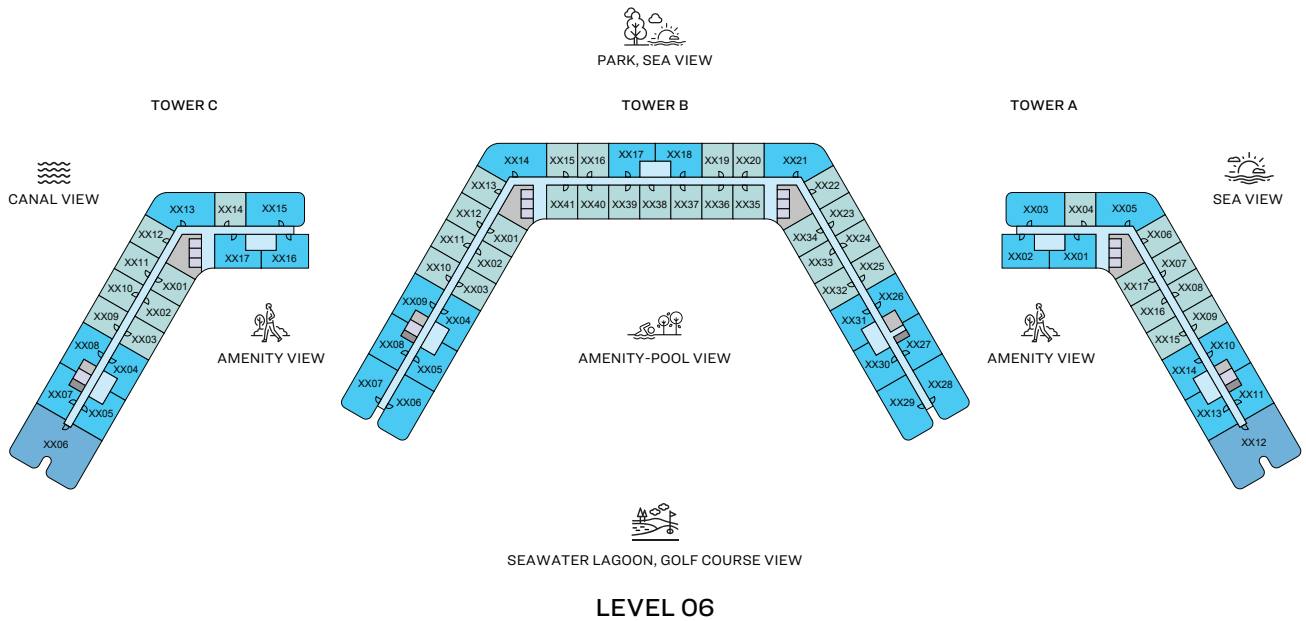 PARK, SEA VIEW
TOWER C
TOWER B
TOWER A
CANAL VIEW
SEA VIEW
XX13
XX14
XX15
XX12
XX17
XX16
XX11
XX01
XX10
XX02
XX09
XX03
XX08
XX04
XX07
XX05
XX06
AMENITY VIEW
XX14
XX15
XX16
XX17
XX18
XX19
XX20
XX21
XX13
XX41
XX40
XX39
XX38
XX37
XX36
XX35
XX22
XX12
XX23
XX11
XX01
XX34
XX24
XX10
XX02
XX33
XX25
XX09
XX03
XX32
XX26
XX08
XX04
XX31
XX27
XX07
XX05
XX30
XX28
XX06
XX29
AMENITY-POOL VIEW
XX03
XX04
XX05
XX02
XX01
XX06
XX07
XX17
XX08
XX16
XX09
XX15
XX10
XX14
XX11
XX13
XX12
AMENITY VIEW
SEAWATER LAGOON, GOLF COURSE VIEW
LEVEL 06